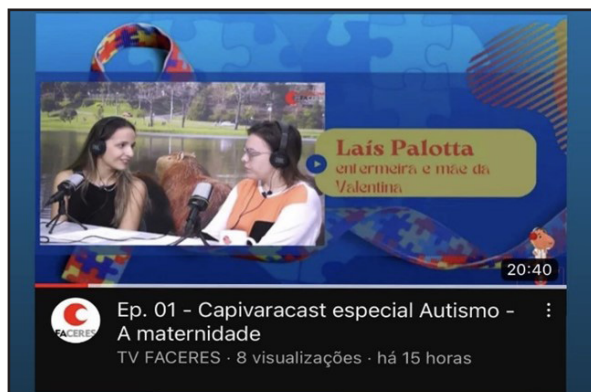 FACERES
Laís Palotta
enfermeira e mãe da
Valentina
20:40
FACERES
Ep. 01 - Capivaracast especial Autismo -
A maternidade
TV FACERES · 8 visualizações · há 15 horas